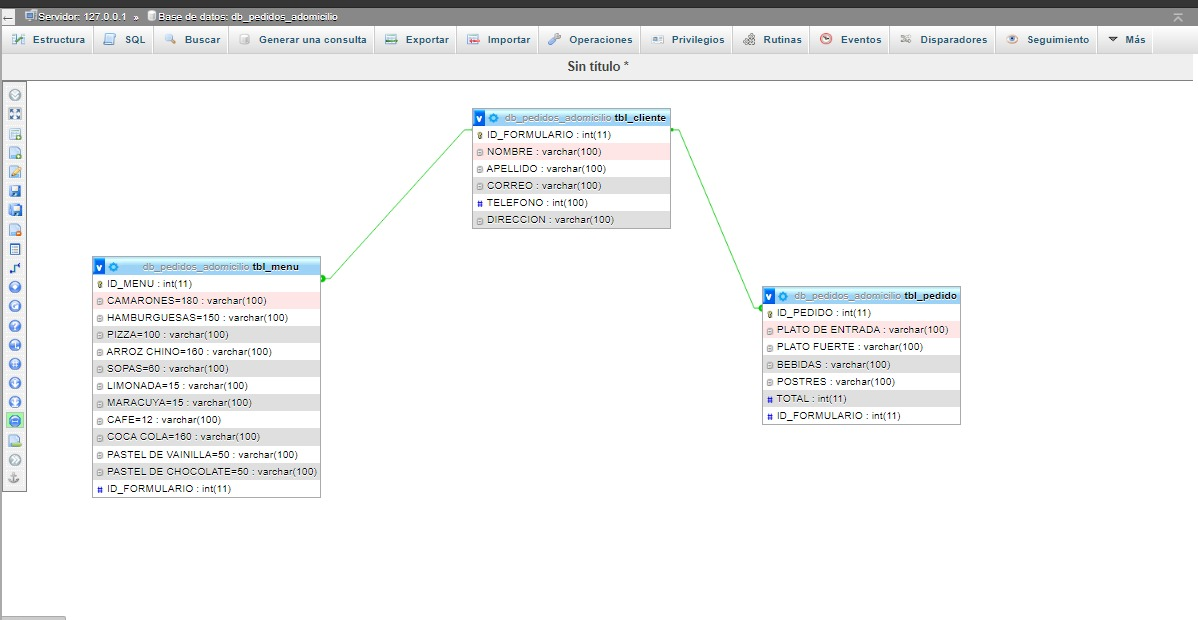 Servidor: 127.0.0.1 » Base de datos: db_pedidos_adomicilio
Estructura SQL Buscar Generar una consulta Exportar Importar Operaciones Privilegios Rutinas Eventos Disparadores Seguimiento Más
Sin título *
v db_pedidos_adomicilio tbl_cliente
ID_FORMULARIO : int(11)
NOMBRE : varchar(100)
APELLIDO : varchar(100)
CORREO : varchar(100)
# TELEFONO : int(100)
DIRECCION : varchar(100)
v db_pedidos_adomicilio tbl_menu
ID_MENU : int(11)
CAMARONES=180 : varchar(100)
HAMBURGUESAS=150 : varchar(100)
PIZZA=100 : varchar(100)
ARROZ CHINO=160 : varchar(100)
SOPAS=60 : varchar(100)
LIMONADA=15 : varchar(100)
MARACUYA=15 : varchar(100)
CAFE=12 : varchar(100)
COCA COLA=160 : varchar(100)
PASTEL DE VAINILLA=50 : varchar(100)
PASTEL DE CHOCOLATE=50 : varchar(100)
# ID_FORMULARIO : int(11)
v db_pedidos_adomicilio tbl_pedido
ID_PEDIDO : int(11)
PLATO DE ENTRADA : varchar(100)
PLATO FUERTE : varchar(100)
BEBIDAS : varchar(100)
POSTRES : varchar(100)
# TOTAL : int(11)
# ID_FORMULARIO : int(11)